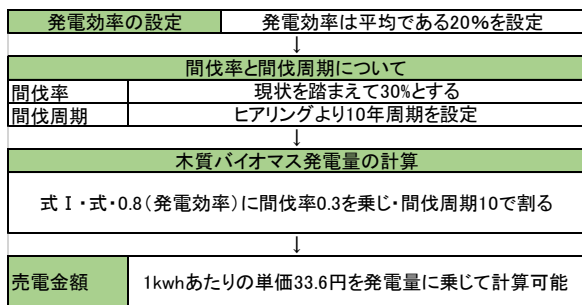 発電効率の設定 発電効率は平均である20％を設定
↓
間伐率と間伐周期について
間伐率 現状を踏まえて30％とする
間伐周期 ヒアリングより10年周期を設定
↓
木質バイオマス発電量の計算
式Ⅰ・式・0.8（発電効率）に間伐率0.3を乗じ・間伐周期10で割る
↓
売電金額 1kwhあたりの単価33.6円を発電量に乗じて計算可能